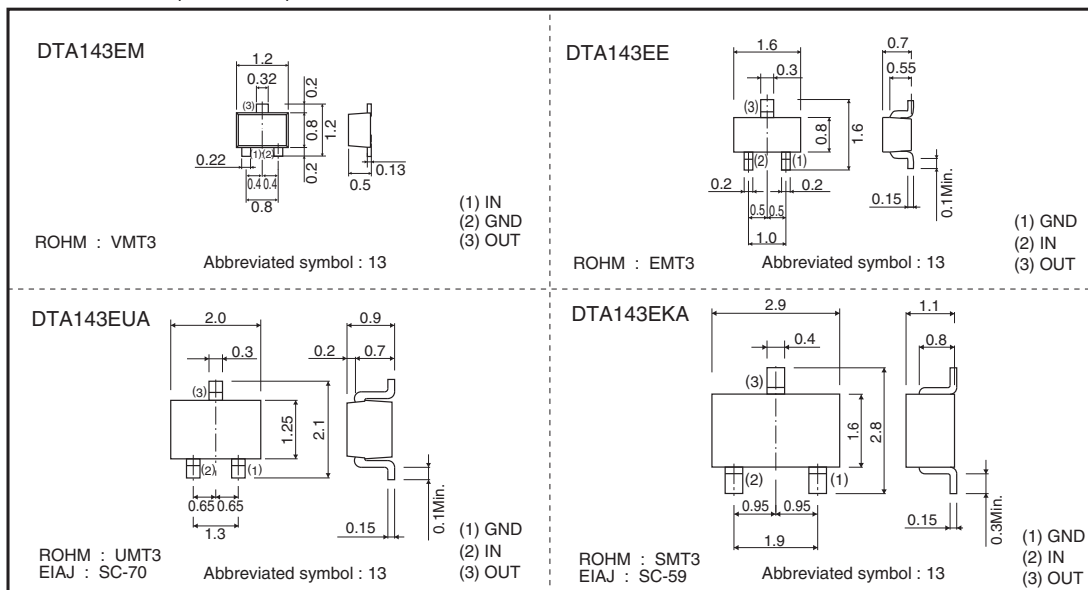 DTA143EM
1.2
0.32
0.2
(3)
0.8
1.2
(1)
(2)
0.22
0.2
0.4
0.4
0.8
0.5
0.13
(1) IN
(2) GND
(3) OUT
ROHM : VMT3
Abbreviated symbol : 13
DTA143EE
1.6
0.3
(3)
0.8
1.6
(2)
(1)
0.2
0.2
0.5
0.5
1.0
0.7
0.55
0.15
0.1Min.
(1) GND
(2) IN
(3) OUT
ROHM : EMT3
Abbreviated symbol : 13
DTA143EUA
2.0
0.3
(3)
1.25
2.1
(2)
(1)
0.65
0.65
1.3
0.9
0.2
0.7
0.15
0.1Min.
(1) GND
(2) IN
(3) OUT
ROHM : UMT3
EIAJ : SC-70
Abbreviated symbol : 13
DTA143EKA
2.9
0.4
(3)
1.6
2.8
(2)
(1)
0.95
0.95
1.9
1.1
0.8
0.15
0.3Min.
(1) GND
(2) IN
(3) OUT
ROHM : SMT3
EIAJ : SC-59
Abbreviated symbol : 13